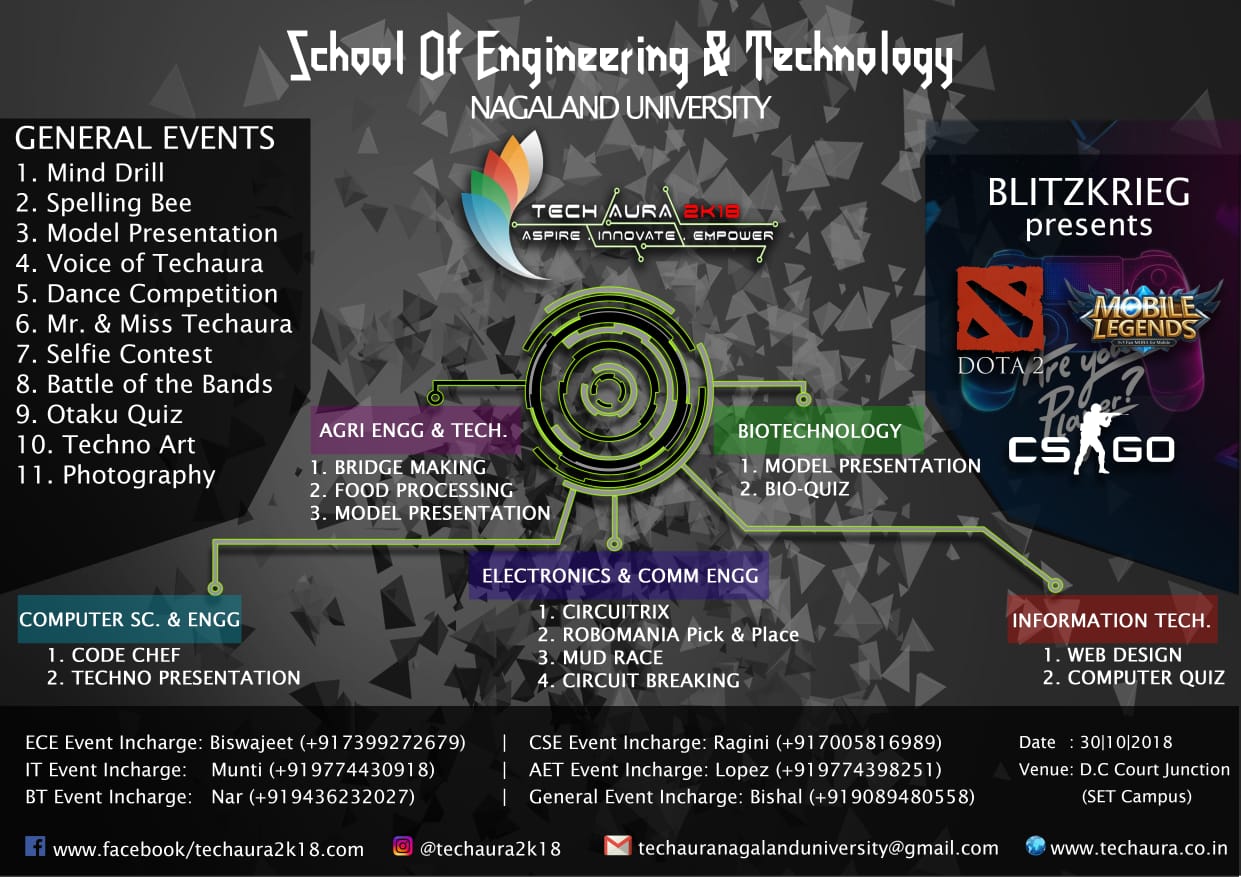 School Of Engineering & Technology
NAGALAND UNIVERSITY
TECH AURA 2K18
ASPIRE . INNOVATE . EMPOWER
GENERAL EVENTS
1. Mind Drill
2. Spelling Bee
3. Model Presentation
4. Voice of Techaura
5. Dance Competition
6. Mr. & Miss Techaura
7. Selfie Contest
8. Battle of the Bands
9. Otaku Quiz
10. Techno Art
11. Photography
BLITZKRIEG
presents
DOTA 2
MOBILE
LEGENDS
5v5 Fair MOBA for Mobile
Are you
Player?
CS GO
AGRI ENGG & TECH.
1. BRIDGE MAKING
2. FOOD PROCESSING
3. MODEL PRESENTATION
BIOTECHNOLOGY
1. MODEL PRESENTATION
2. BIO-QUIZ
COMPUTER SC. & ENGG
1. CODE CHEF
2. TECHNO PRESENTATION
ELECTRONICS & COMM ENGG
1. CIRCUITRIX
2. ROBOMANIA Pick & Place
3. MUD RACE
4. CIRCUIT BREAKING
INFORMATION TECH.
1. WEB DESIGN
2. COMPUTER QUIZ
ECE Event Incharge: Biswajeet (+917399272679) | CSE Event Incharge: Ragini (+917005816989)
IT Event Incharge: Munti (+919774430918) | AET Event Incharge: Lopez (+919774398251)
BT Event Incharge: Nar (+919436232027) | General Event Incharge: Bishal (+919089480558)
Date : 30|10|2018
Venue: D.C Court Junction
(SET Campus)
www.facebook/techaura2k18.com @techaura2k18 techauranagalanduniversity@gmail.com www.techaura.co.in